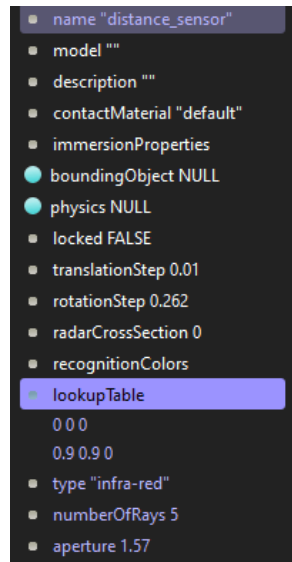 name "distance_sensor"
model ""
description ""
contactMaterial "default"
immersionProperties
boundingObject NULL
physics NULL
locked FALSE
translationStep 0.01
rotationStep 0.262
radarCrossSection 0
recognitionColors
lookupTable
0 0 0
0.9 0.9 0
type "infra-red"
numberOfRays 5
aperture 1.57